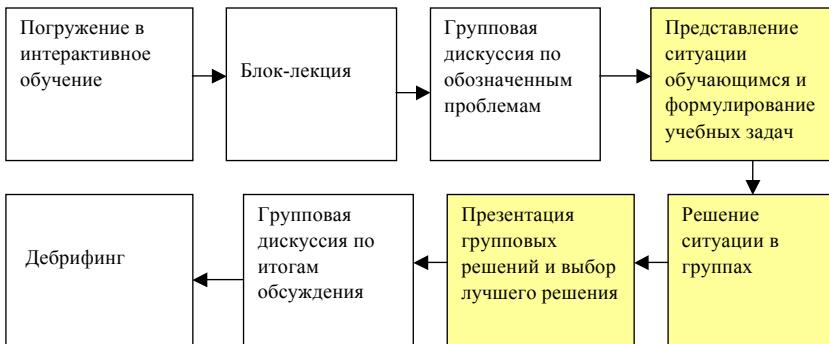 Погружение в
интерактивное
обучение
Блок-лекция
Групповая
дискуссия по
обозначенным
проблемам
Представление
ситуации
обучающимся и
формулирование
учебных задач
Дебрифинг
Групповая
дискуссия по
итогам
обсуждения
Презентация
групповых
решений и выбор
лучшего решения
Решение
ситуации в
группах